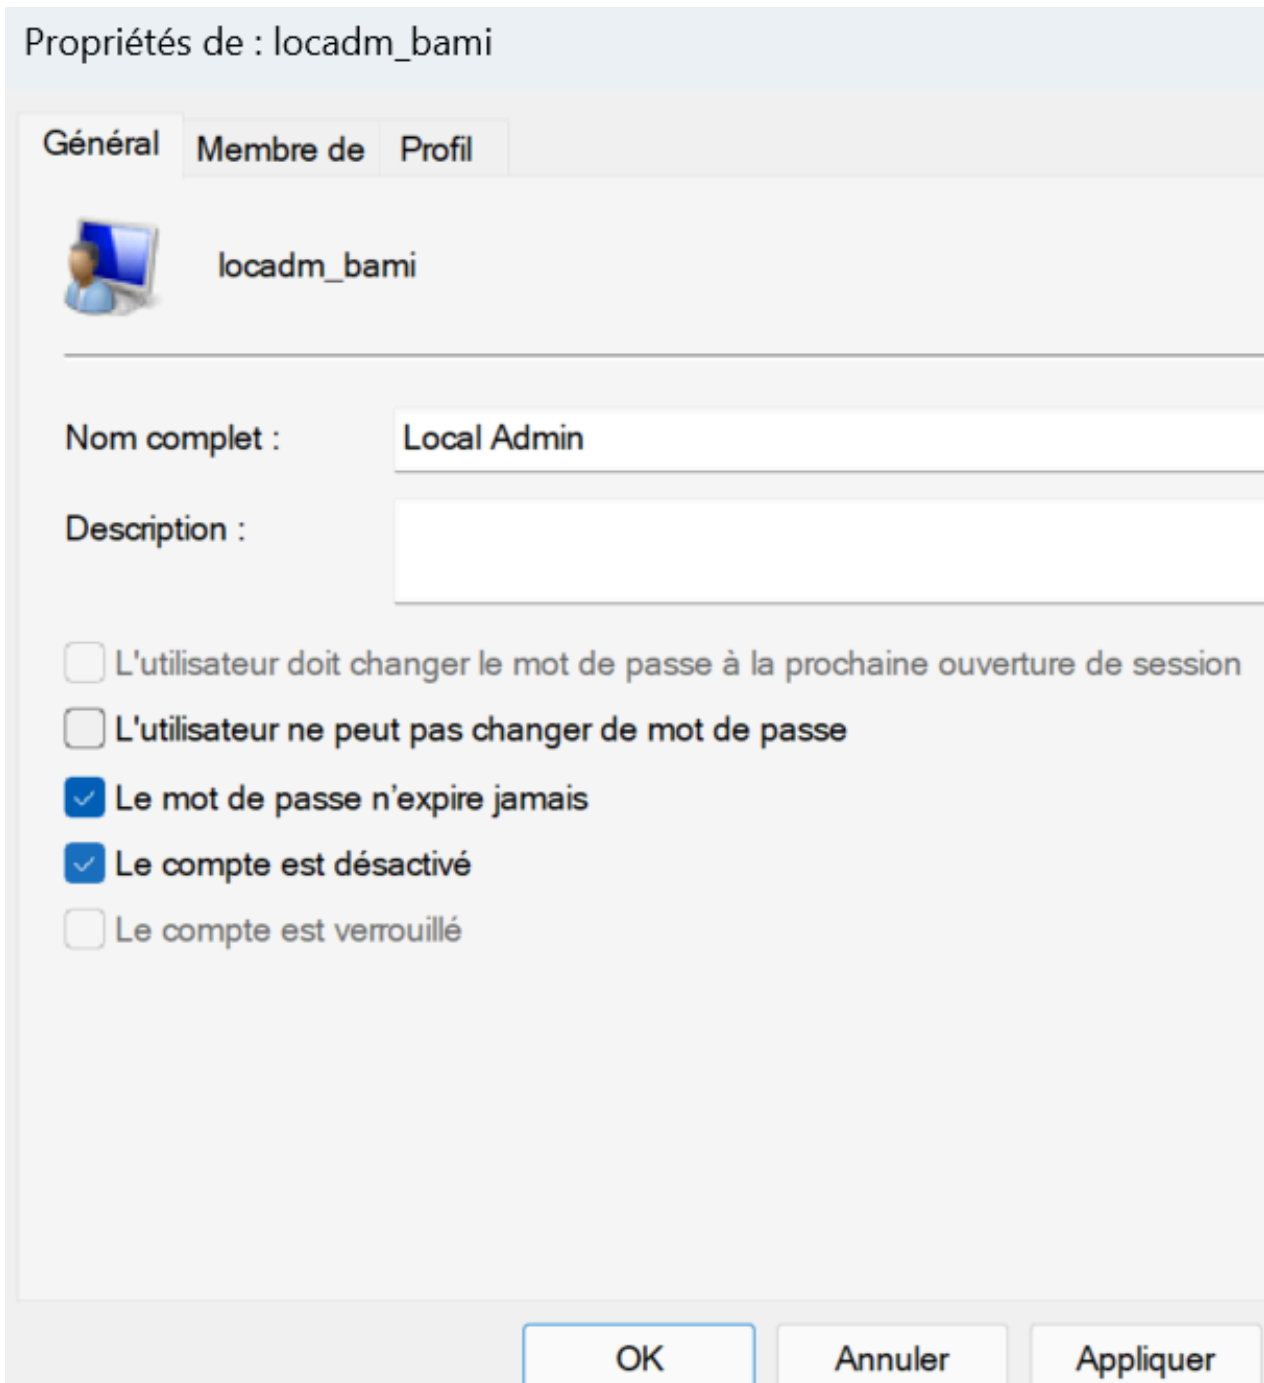 Propriétés de : locadm_bami
Général Membre de Profil
locadm_bami
Nom complet : Local Admin
Description :
L'utilisateur doit changer le mot de passe à la prochaine ouverture de session
L'utilisateur ne peut pas changer de mot de passe
Le mot de passe n’expire jamais
Le compte est désactivé
Le compte est verrouillé
OK Annuler Appliquer